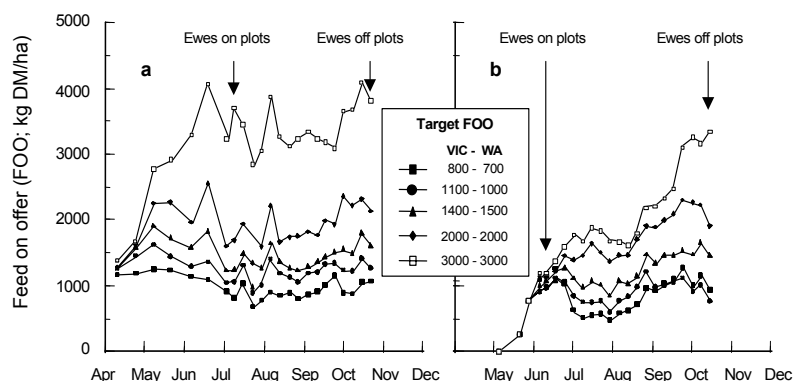 5000
Ewes on plots
Ewes off plots
Ewes on plots
Ewes off plots
a
b
4000
Target FOO
VIC - WA
800 - 700
1100 - 1000
1400 - 1500
2000 - 2000
3000 - 3000
3000
2000
1000
0
Feed on offer (FOO; kg DM/ha)
Apr May Jun Jul Aug Sep Oct Nov Dec
May Jun Jul Aug Sep Oct Nov Dec